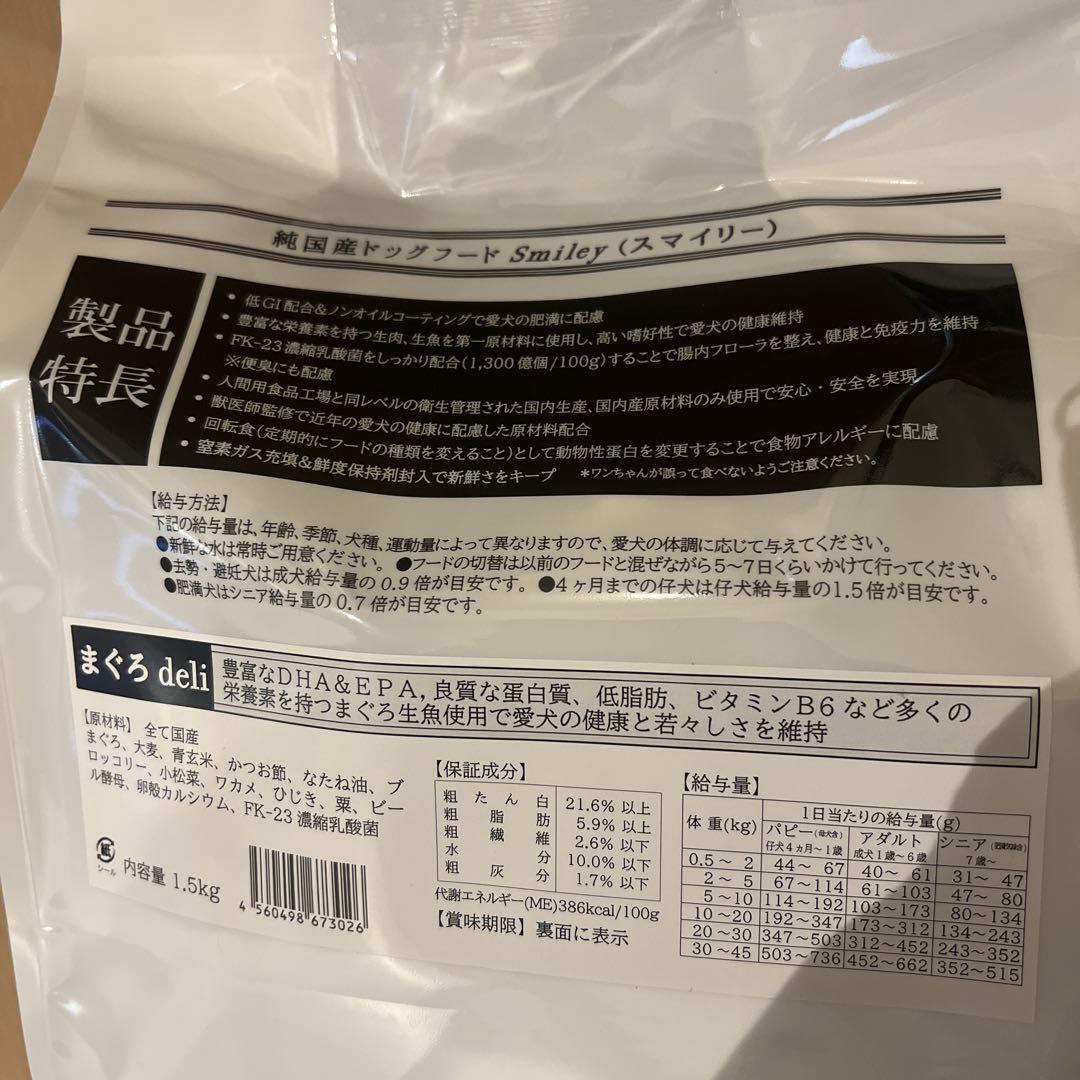 純国産ドッグフード Smiley (スマイリー)
製品
特長
• 低GI配合&ノンオイルコーティングで愛犬の肥満に配慮
• 豊富な栄養素を持つ生肉、生魚を第一原材料に使用し、高い嗜好性で愛犬の健康維持
• FK-23濃縮乳酸菌をしっかり配合(1,300億個/100g)することで腸内フローラを整え、健康と免疫力を維持
※便臭にも配慮
• 人間用食品工場と同レベルの衛生管理された国内生産、国内産原材料のみ使用で安心・安全を実現
• 獣医師監修で近年の愛犬の健康に配慮した原材料配合
• 回転食(定期的にフードの種類を変えること)として動物性蛋白を変更することで食物アレルギーに配慮
• 窒素ガス充填&鮮度保持剤封入で新鮮さをキープ *ワンちゃんが誤って食べないようご注意ください。
【給与方法】
下記の給与量は、年齢、季節、犬種、運動量によって異なりますので、愛犬の体調に応じて与えてください。
●新鮮な水は常時ご用意ください。 ●フードの切替は以前のフードと混ぜながら5〜7日くらいかけて行ってください。
●去勢・避妊犬は成犬給与量の0.9倍が目安です。 ●4ヶ月までの仔犬は仔犬給与量の1.5倍が目安です。
●肥満犬はシニア給与量の0.7倍が目安です。
まぐろ deli
豊富なDHA&EPA,良質な蛋白質、低脂肪、ビタミンB6など多くの
栄養素を持つまぐろ生魚使用で愛犬の健康と若々しさを維持
【原材料】 全て国産
まぐろ、大麦、青玄米、かつお節、なたね油、ブ
ロッコリー、小松菜、ワカメ、ひじき、粟、ビー
ル酵母、卵殻カルシウム、FK-23濃縮乳酸菌
紙
シール
内容量 1.5kg
4 560498 673026
【保証成分】
粗たん白 21.6% 以上
粗脂肪 5.9% 以上
粗繊維 2.6% 以下
水分 10.0% 以下
粗灰分 1.7% 以下
代謝エネルギー(ME)386kcal/100g
【賞味期限】裏面に表示
【給与量】
体重(kg) 1日当たりの給与量(g)
パピー(母犬含) アダルト シニア
仔犬4ヵ月〜1歳 成犬1歳〜6歳 7歳〜
0.5〜2 44〜67 40〜61 31〜47
2〜5 67〜114 61〜103 47〜80
5〜10 114〜192 103〜173 80〜134
10〜20 192〜347 173〜312 134〜243
20〜30 347〜503 312〜452 243〜352
30〜45 503〜736 452〜662 352〜515